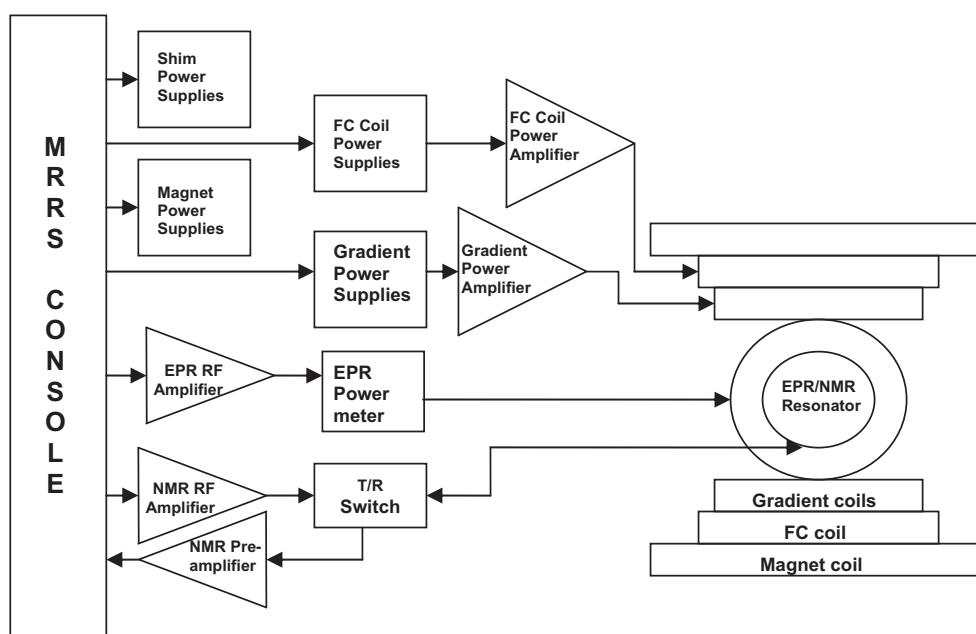 MRRS CONSOLE
Shim
Power
Supplies
FC Coil
Power
Supplies
FC Coil
Power
Amplifier
Magnet
Power
Supplies
Gradient
Power
Supplies
Gradient
Power
Amplifier
EPR RF
Amplifier
EPR
Power
meter
EPR/NMR
Resonator
NMR RF
Amplifier
T/R
Switch
NMR Pre-
amplifier
Gradient coils
FC coil
Magnet coil